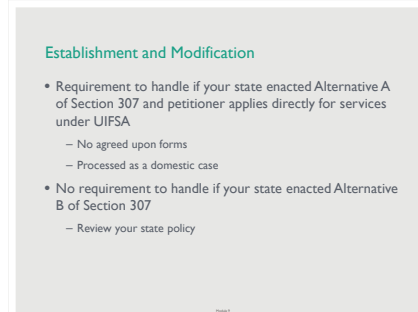 Establishment and Modification
• Requirement to handle if your state enacted Alternative A
of Section 307 and petitioner applies directly for services
under UIFSA
– No agreed upon forms
– Processed as a domestic case
• No requirement to handle if your state enacted Alternative
B of Section 307
– Review your state policy